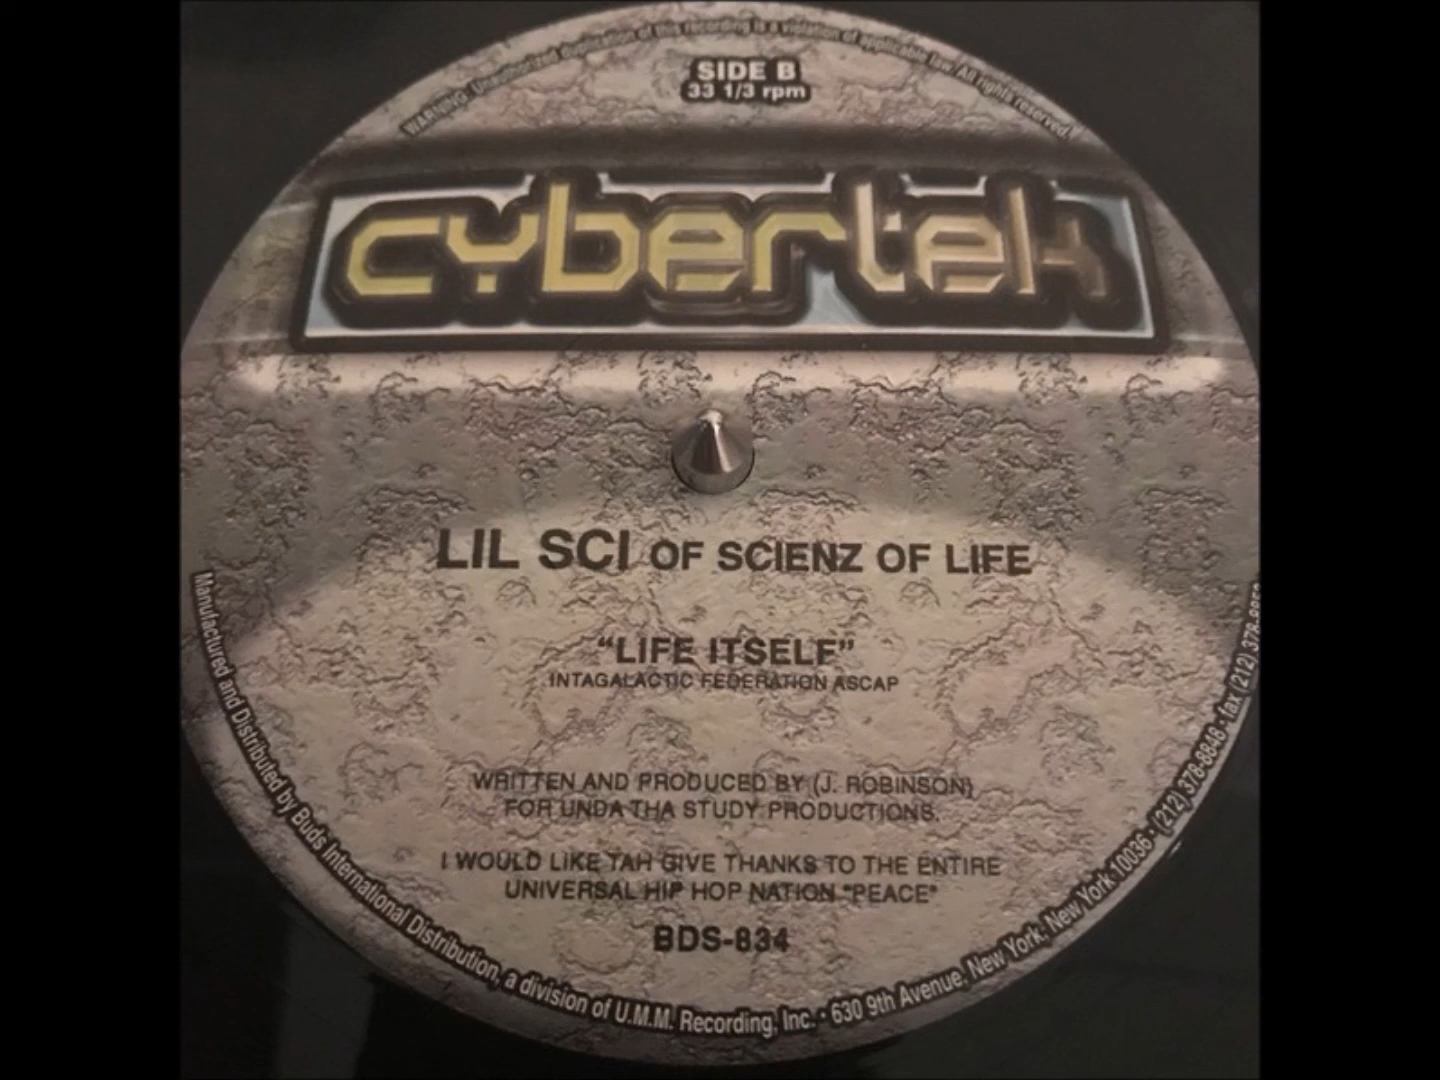 WARNING: Unauthorized duplication of this recording is a violation of applicable law. All rights reserved.
SIDE B
33 1/3 rpm
cybertek
LIL SCI OF SCIENZ OF LIFE
“LIFE ITSELF”
INTAGALACTIC FEDERATION ASCAP
WRITTEN AND PRODUCED BY (J. ROBINSON)
FOR UNDA THA STUDY PRODUCTIONS.
I WOULD LIKE TAH GIVE THANKS TO THE ENTIRE
UNIVERSAL HIP HOP NATION "PEACE"
BDS-834
Manufactured and Distributed by Buds International Distribution, a division of U.M.M. Recording, Inc. · 630 9th Avenue, New York, New York 10036 · (212) 378-8848 · fax (212)